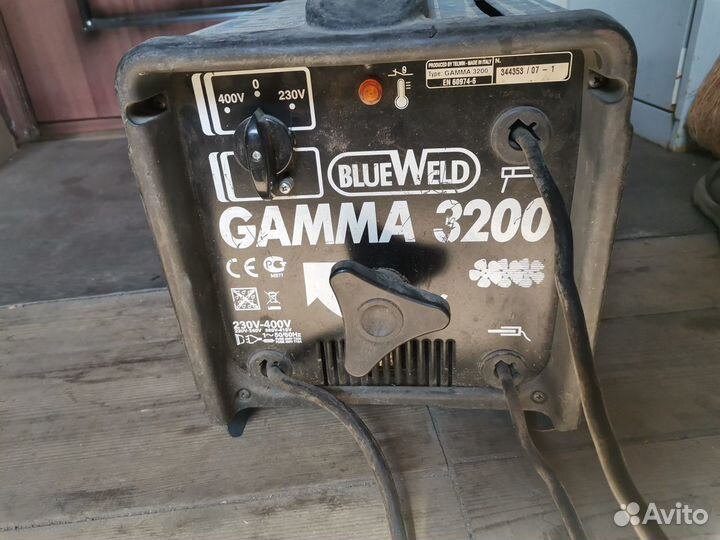 PRODUCED BY TELWIN - MADE IN ITALY
Type: GAMMA 3200
EN 60974-6
N.
344353 / 07 - 1
0
400V
230V
θ
BLUEWELD
GAMMA 3200
CE
230V-400V
1~50/60Hz
Avito